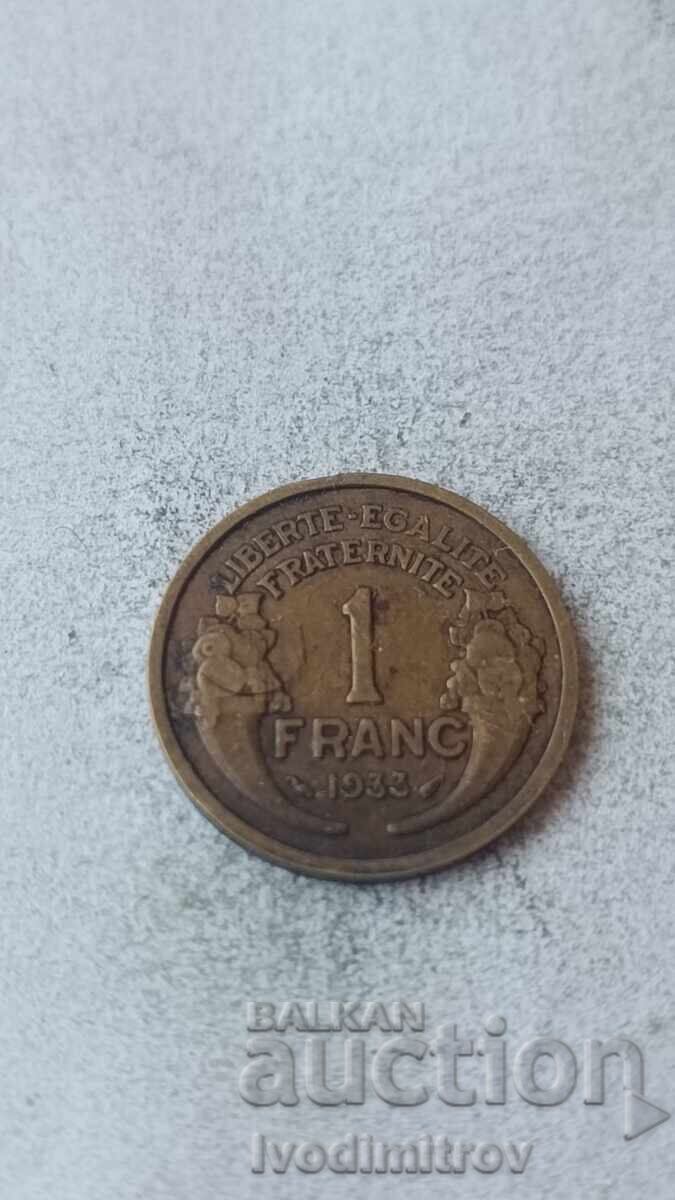 LIBERTE·EGALITE
FRATERNITE
1
FRANC
1933
BALKAN
auction
Ivodimitrov